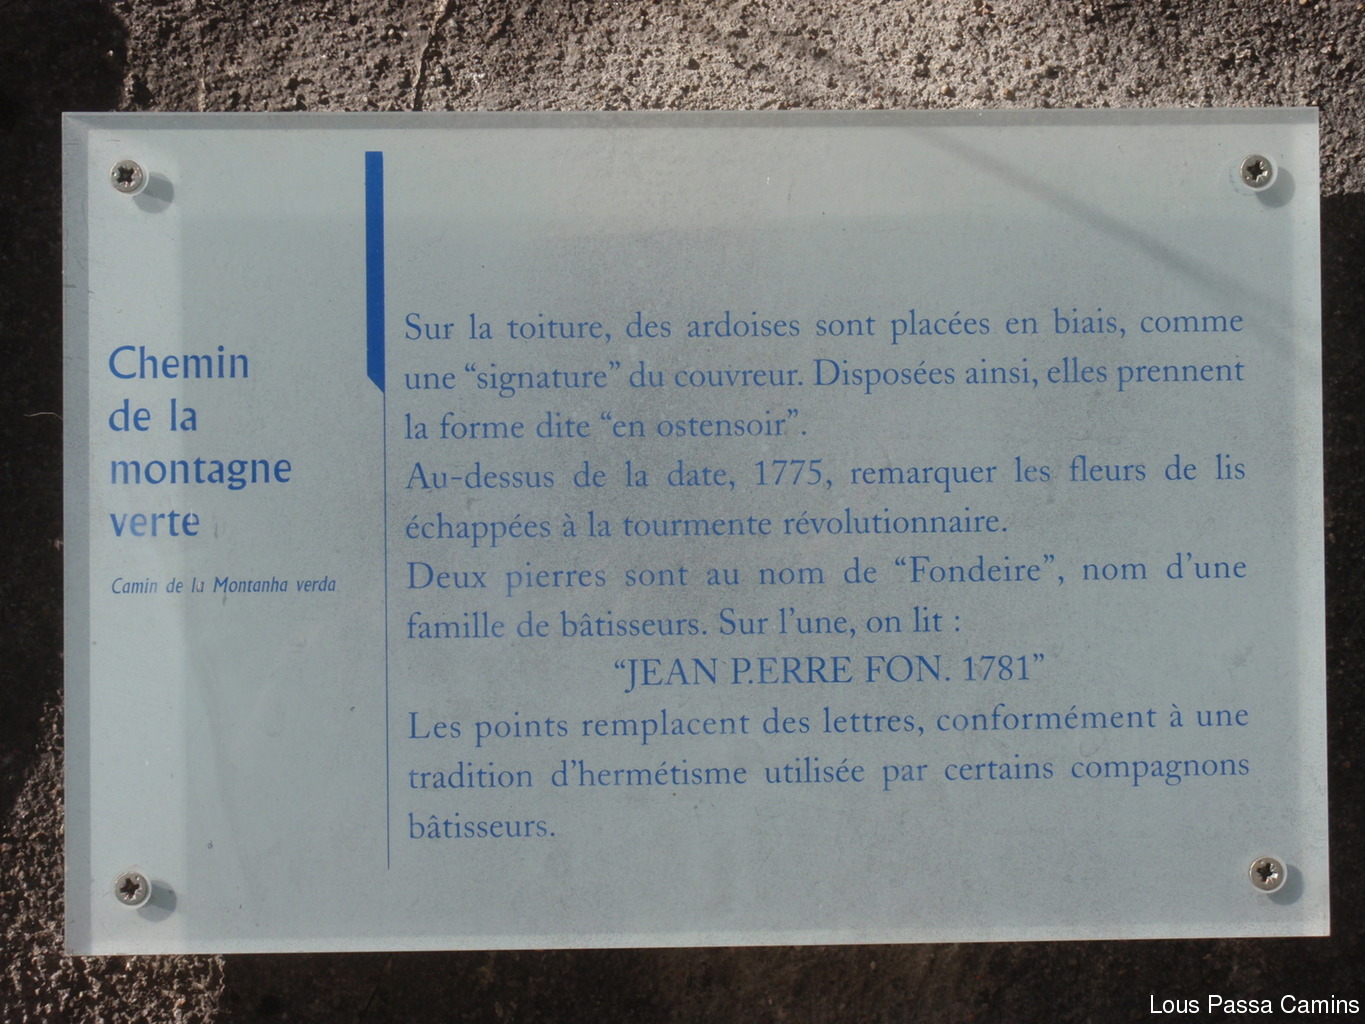 Chemin
de la
montagne
verte
Camin de la Montanha verda
Sur la toiture, des ardoises sont placées en biais, comme
une “signature” du couvreur. Disposées ainsi, elles prennent
la forme dite “en ostensoir”.
Au-dessus de la date, 1775, remarquer les fleurs de lis
échappées à la tourmente révolutionnaire.
Deux pierres sont au nom de “Fondeire”, nom d’une
famille de bâtisseurs. Sur l’une, on lit :
“JEAN P.ERRE FON. 1781”
Les points remplacent des lettres, conformément à une
tradition d’hermétisme utilisée par certains compagnons
bâtisseurs.
Lous Passa Camins